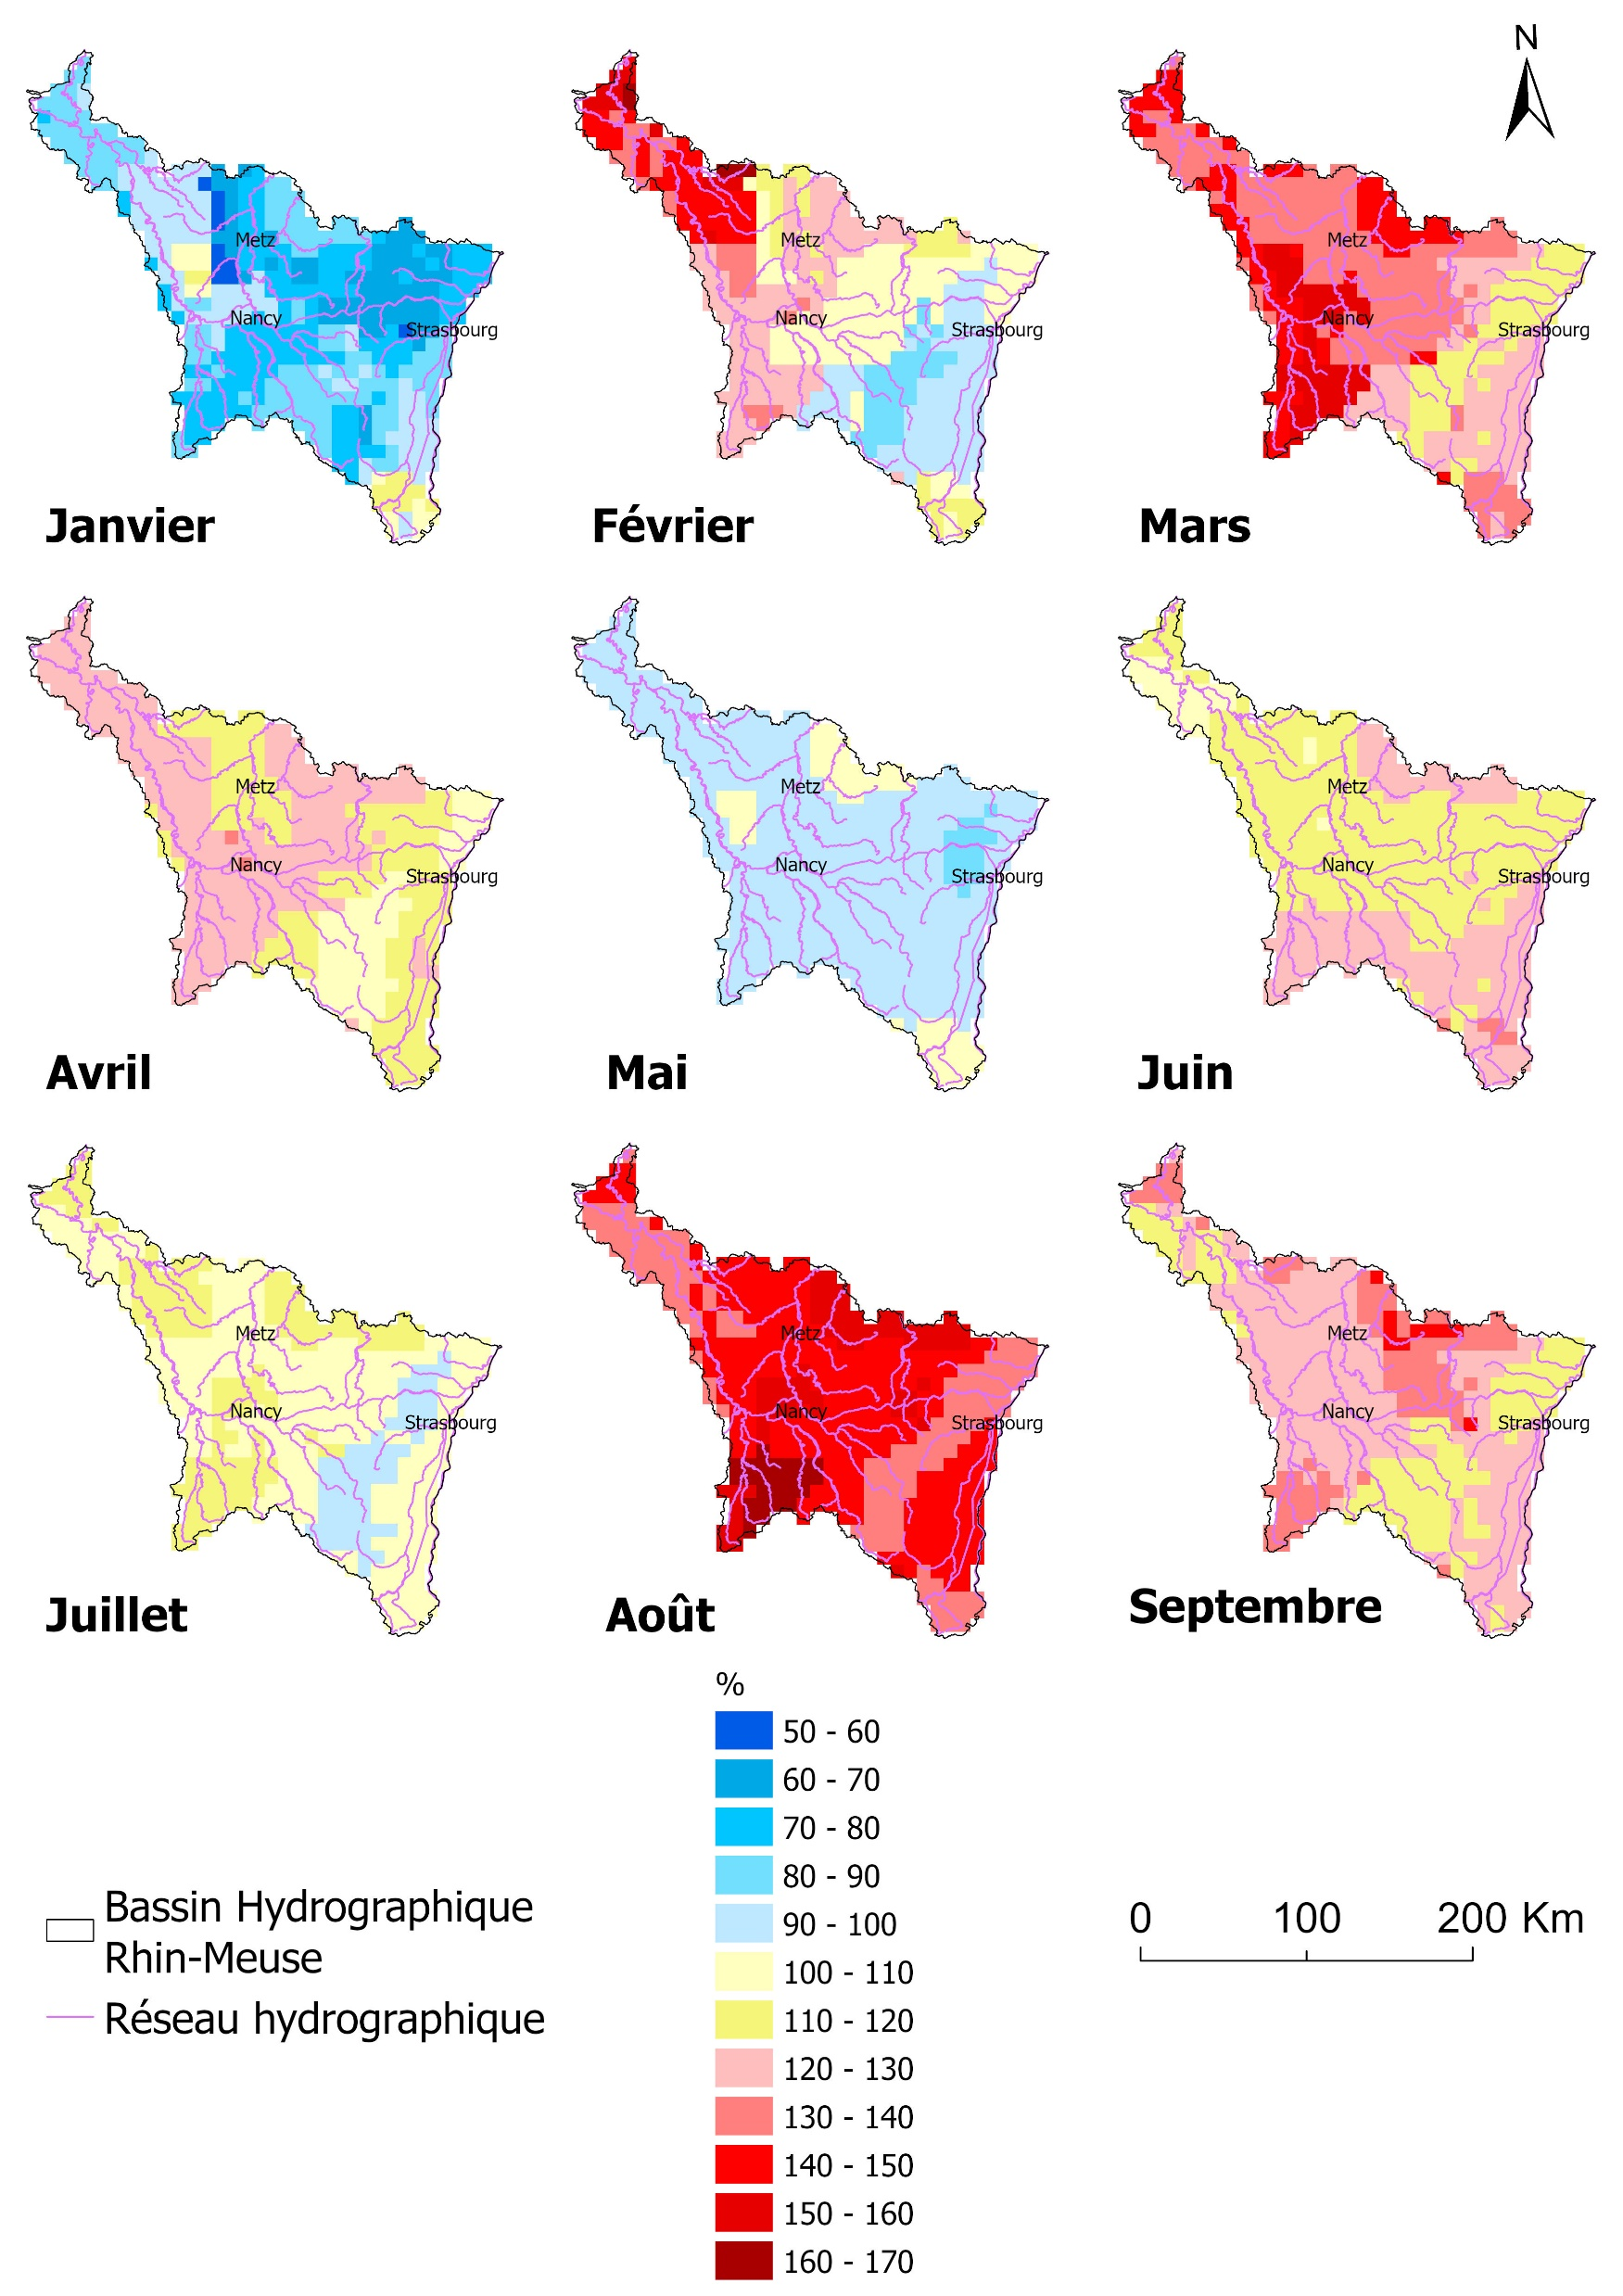 N
Metz
Nancy
Strasbourg
Janvier
Metz
Nancy
Strasbourg
Février
Metz
Nancy
Strasbourg
Mars
Metz
Nancy
Strasbourg
Avril
Metz
Nancy
Strasbourg
Mai
Metz
Nancy
Strasbourg
Juin
Metz
Nancy
Strasbourg
Juillet
Metz
Nancy
Strasbourg
Août
Metz
Nancy
Strasbourg
Septembre
%
50 - 60
60 - 70
70 - 80
80 - 90
90 - 100
100 - 110
110 - 120
120 - 130
130 - 140
140 - 150
150 - 160
160 - 170
Bassin Hydrographique
Rhin-Meuse
Réseau hydrographique
0 100 200 Km